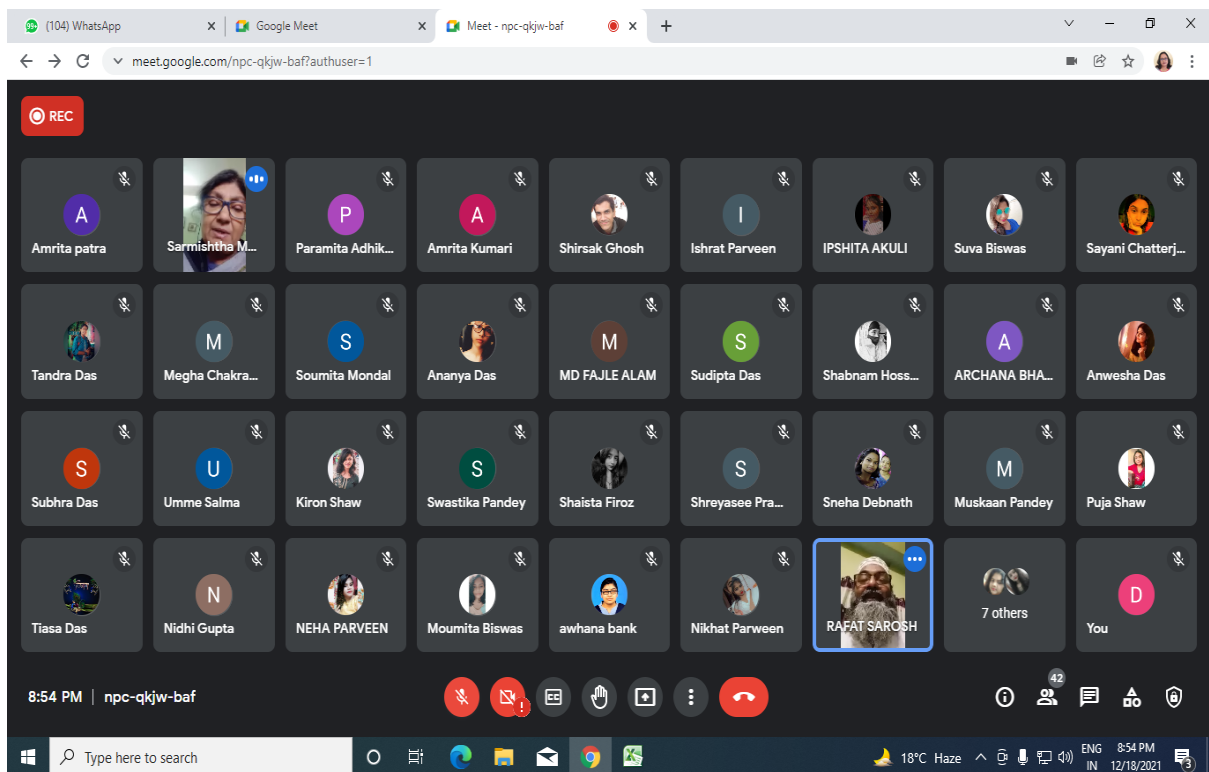 99+ (104) WhatsApp Google Meet Meet - npc-qkjw-baf
meet.google.com/npc-qkjw-baf?authuser=1
REC
A P A I
Amrita patra Sarmishtha M... Paramita Adhik... Amrita Kumari Shirsak Ghosh Ishrat Parveen IPSHITA AKULI Suva Biswas Sayani Chatterj...
M S M S A
Tandra Das Megha Chakra... Soumita Mondal Ananya Das MD FAJLE ALAM Sudipta Das Shabnam Hoss... ARCHANA BHA... Anwesha Das
S U S S M
Subhra Das Umme Salma Kiron Shaw Swastika Pandey Shaista Firoz Shreyasee Pra... Sneha Debnath Muskaan Pandey Puja Shaw
N D
Tiasa Das Nidhi Gupta NEHA PARVEEN Moumita Biswas awhana bank Nikhat Parween RAFAT SAROSH 7 others You
8:54 PM | npc-qkjw-baf CC 42
Type here to search 18°C Haze ENG 8:54 PM
IN 12/18/2021 3